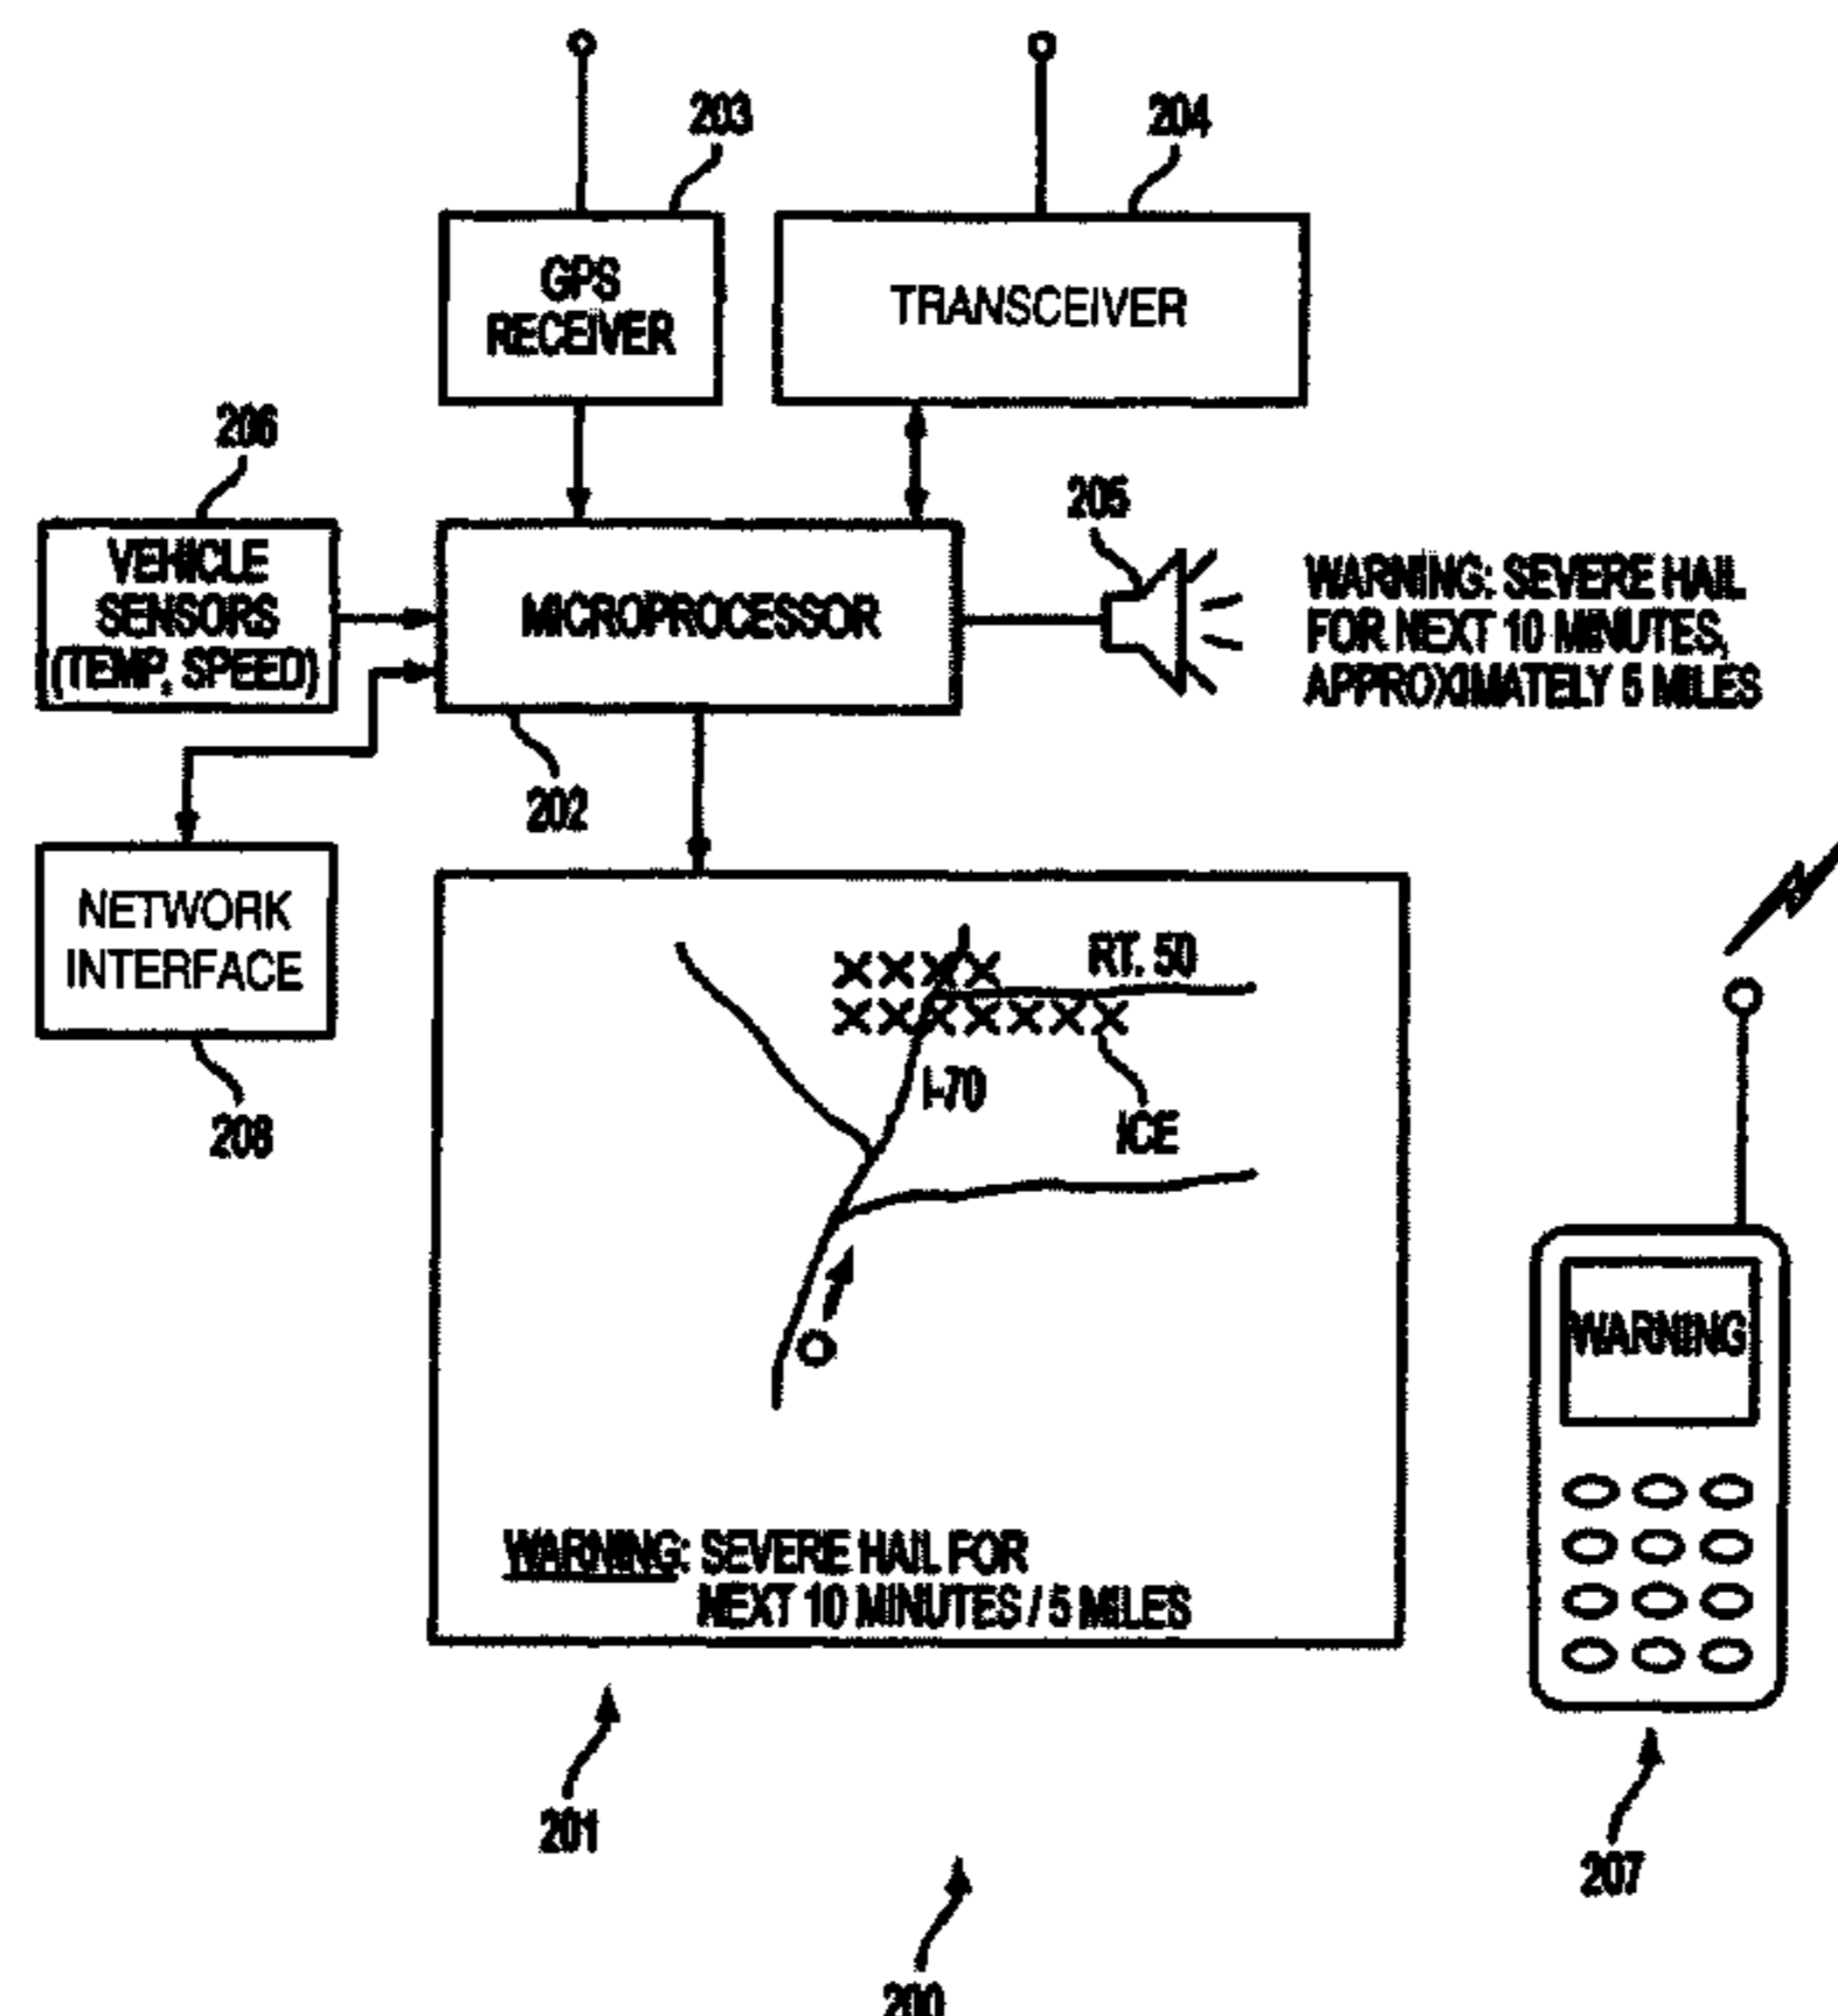 203
204
GPS
RECEIVER
TRANSCEIVER
206
VEHICLE
SENSORS
(TEMP, SPEED)
MICROPROCESSOR
205
WARNING: SEVERE HAIL
FOR NEXT 10 MINUTES,
APPROXIMATELY 5 MILES
202
NETWORK
INTERFACE
208
XXXX
RT. 50
XXXXXXX
I-70
ICE
WARNING
WARNING: SEVERE HAIL FOR
NEXT 10 MINUTES / 5 MILES
201
207
200